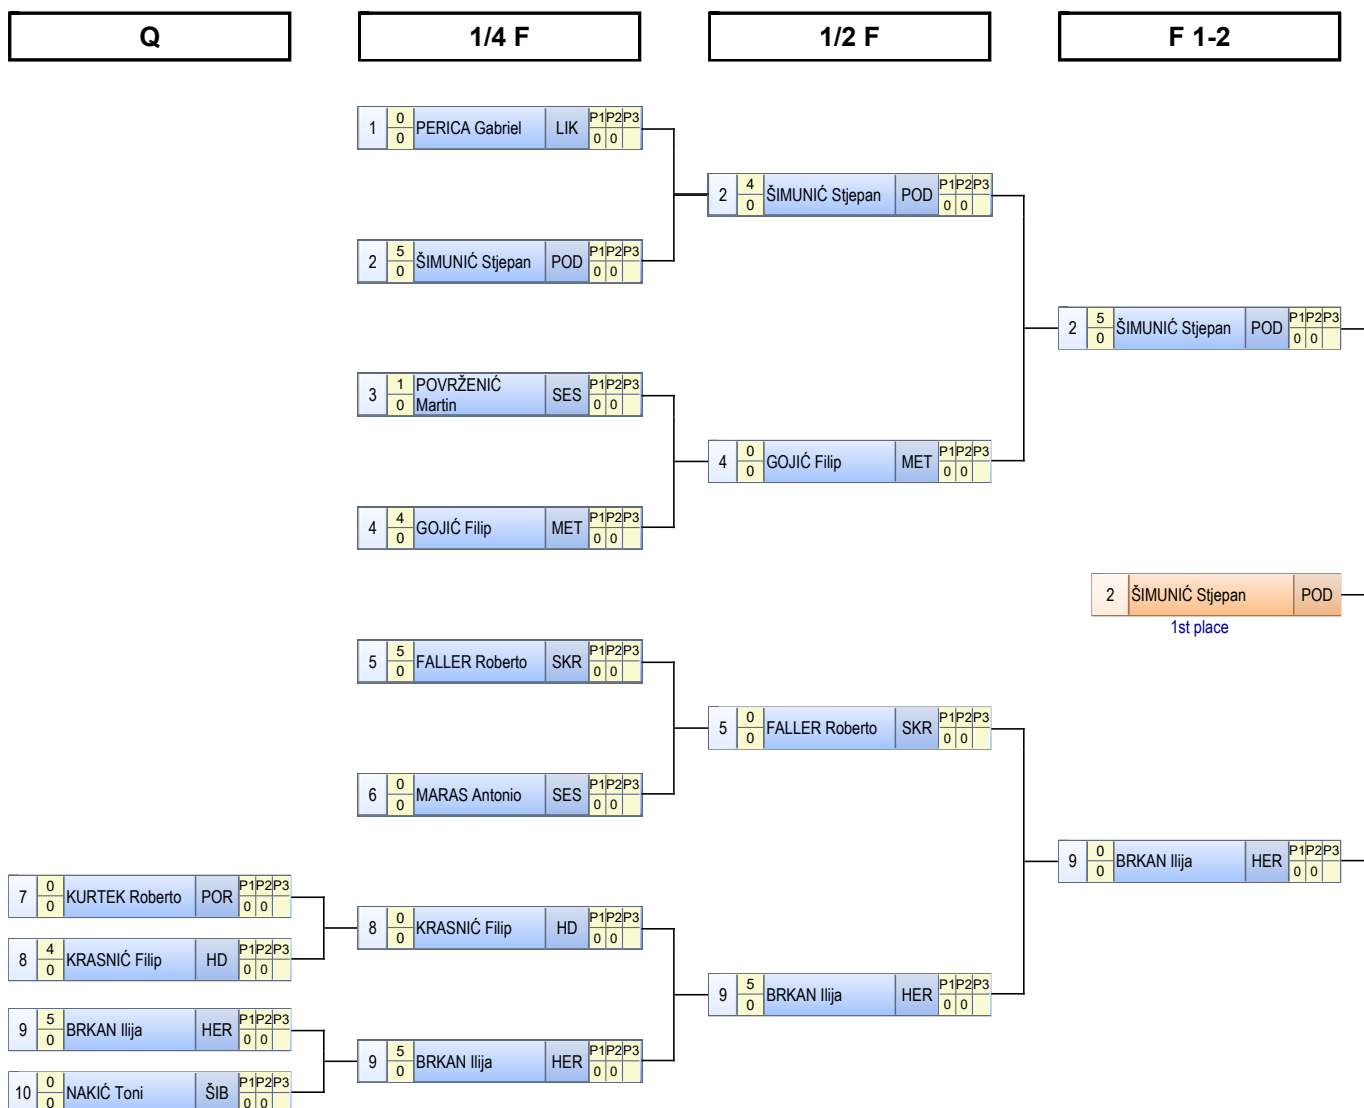 Q 1/4 F 1/2 F F 1-2
1 0 PERICA Gabriel LIK P1 P2 P3
0 0 0
2 4 ŠIMUNIĆ Stjepan POD P1 P2 P3
0 0 0
2 5 ŠIMUNIĆ Stjepan POD P1 P2 P3
0 0 0
2 5 ŠIMUNIĆ Stjepan POD P1 P2 P3
0 0 0
3 1 POVRŽENIĆ SES P1 P2 P3
0 Martin 0 0
4 0 GOJIĆ Filip MET P1 P2 P3
0 0 0
4 4 GOJIĆ Filip MET P1 P2 P3
0 0 0
2 ŠIMUNIĆ Stjepan POD
1st place
5 5 FALLER Roberto SKR P1 P2 P3
0 0 0
5 0 FALLER Roberto SKR P1 P2 P3
0 0 0
6 0 MARAS Antonio SES P1 P2 P3
0 0 0
9 0 BRKAN Ilija HER P1 P2 P3
0 0 0
7 0 KURTEK Roberto POR P1 P2 P3
0 0 0
8 0 KRASNIĆ Filip HD P1 P2 P3
0 0 0
8 4 KRASNIĆ Filip HD P1 P2 P3
0 0 0
9 5 BRKAN Ilija HER P1 P2 P3
0 0 0
9 5 BRKAN Ilija HER P1 P2 P3
0 0 0
9 5 BRKAN Ilija HER P1 P2 P3
0 0 0
10 0 NAKIĆ Toni ŠIB P1 P2 P3
0 0 0